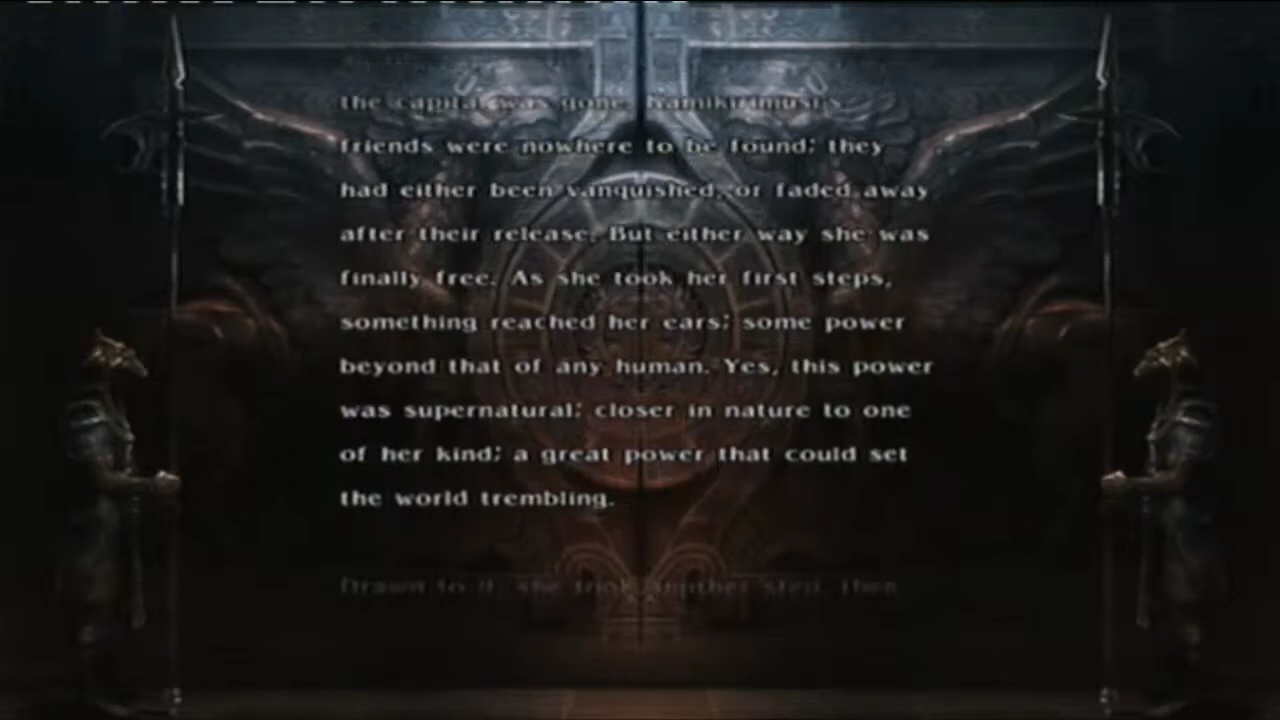 the capital was gone. Kamikirimusi's
friends were nowhere to be found; they
had either been vanquished, or faded away
after their release. But either way she was
finally free. As she took her first steps,
something reached her ears; some power
beyond that of any human. Yes, this power
was supernatural; closer in nature to one
of her kind; a great power that could set
the world trembling.
Drawn to it, she took another step, then